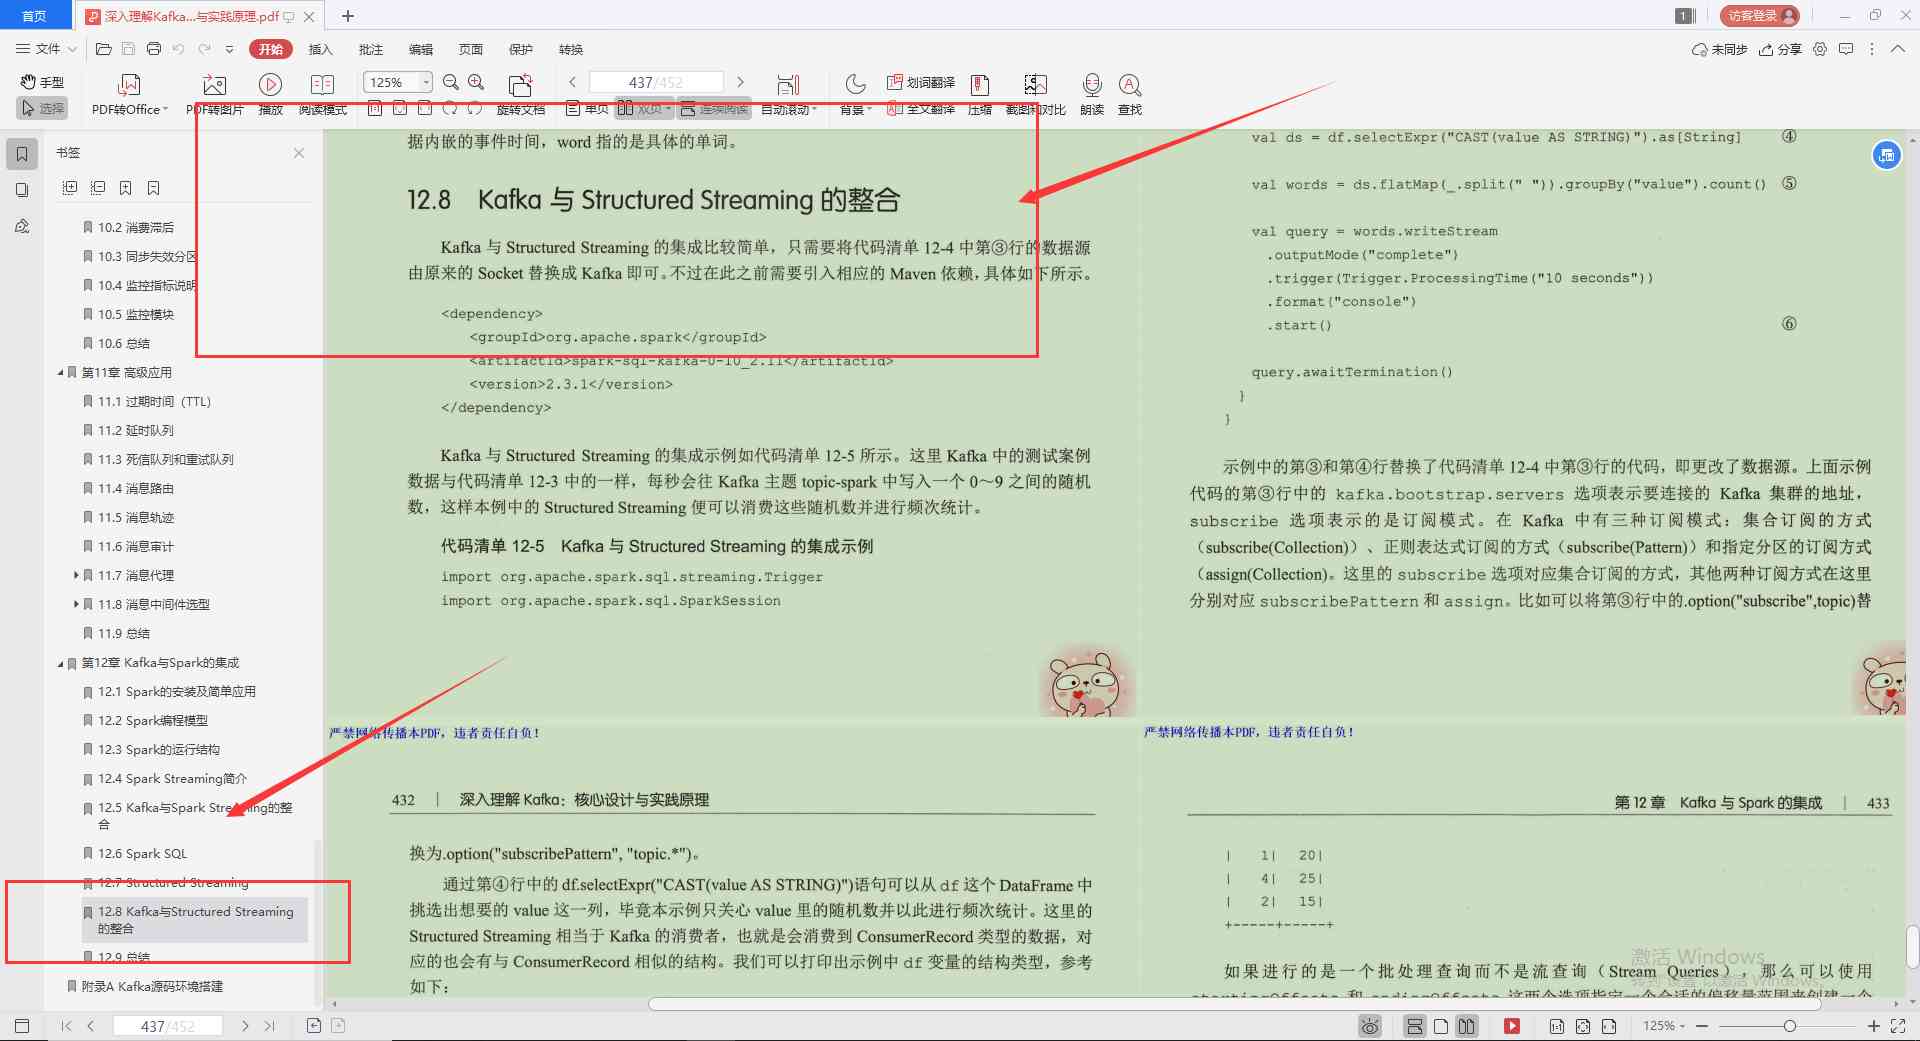 首页
深入理解Kafka...与实践原理.pdf
1
访客登录
文件
开始
插入
批注
编辑
页面
保护
转换
未同步
分享
手型
选择
PDF转Office
PDF转图片
播放
阅读模式
125%
旋转文档
437/452
单页
双页
连续阅读
自动滚动
背景
划词翻译
全文翻译
压缩
截图和对比
朗读
查找
书签
10.2 消费滞后
10.3 同步失效分区
10.4 监控指标说明
10.5 监控模块
10.6 总结
第11章 高级应用
11.1 过期时间（TTL）
11.2 延时队列
11.3 死信队列和重试队列
11.4 消息路由
11.5 消息轨迹
11.6 消息审计
11.7 消息代理
11.8 消息中间件选型
11.9 总结
第12章 Kafka与Spark的集成
12.1 Spark的安装及简单应用
12.2 Spark编程模型
12.3 Spark的运行结构
12.4 Spark Streaming简介
12.5 Kafka与Spark Streaming的整
合
12.6 Spark SQL
12.7 Structured Streaming
12.8 Kafka与Structured Streaming
的整合
12.9 总结
附录A Kafka源码环境搭建
据内嵌的事件时间，word 指的是具体的单词。
12.8 Kafka 与 Structured Streaming 的整合
Kafka 与 Structured Streaming 的集成比较简单，只需要将代码清单 12-4 中第③行的数据源
由原来的 Socket 替换成 Kafka 即可。不过在此之前需要引入相应的 Maven 依赖，具体如下所示。
<dependency>
<groupId>org.apache.spark</groupId>
<artifactId>spark-sql-kafka-0-10_2.11</artifactId>
<version>2.3.1</version>
</dependency>
Kafka 与 Structured Streaming 的集成示例如代码清单 12-5 所示。这里 Kafka 中的测试案例
数据与代码清单 12-3 中的一样，每秒会往 Kafka 主题 topic-spark 中写入一个 0～9 之间的随机
数，这样本例中的 Structured Streaming 便可以消费这些随机数并进行频次统计。
代码清单 12-5 Kafka 与 Structured Streaming 的集成示例
import org.apache.spark.sql.streaming.Trigger
import org.apache.spark.sql.SparkSession
val ds = df.selectExpr("CAST(value AS STRING)").as[String] ④
val words = ds.flatMap(_.split(" ")).groupBy("value").count() ⑤
val query = words.writeStream
.outputMode("complete")
.trigger(Trigger.ProcessingTime("10 seconds"))
.format("console")
.start() ⑥
query.awaitTermination()
}
}
示例中的第③和第④行替换了代码清单 12-4 中第③行的代码，即更改了数据源。上面示例
代码的第③行中的 kafka.bootstrap.servers 选项表示要连接的 Kafka 集群的地址，
subscribe 选项表示的是订阅模式。在 Kafka 中有三种订阅模式：集合订阅的方式
（subscribe(Collection)）、正则表达式订阅的方式（subscribe(Pattern)）和指定分区的订阅方式
（assign(Collection)。这里的 subscribe 选项对应集合订阅的方式，其他两种订阅方式在这里
分别对应 subscribePattern 和 assign。比如可以将第③行中的.option("subscribe",topic)替
严禁网络传播本PDF，违者责任自负！
严禁网络传播本PDF，违者责任自负！
432 | 深入理解 Kafka：核心设计与实践原理
换为.option("subscribePattern", "topic.*")。
通过第④行中的 df.selectExpr("CAST(value AS STRING)")语句可以从 df 这个 DataFrame 中
挑选出想要的 value 这一列，毕竟本示例只关心 value 里的随机数并以此进行频次统计。这里的
Structured Streaming 相当于 Kafka 的消费者，也就是会消费到 ConsumerRecord 类型的数据，对
应的也会有与 ConsumerRecord 相似的结构。我们可以打印出示例中 df 变量的结构类型，参考
如下：
第 12 章 Kafka 与 Spark 的集成 | 433
| 1| 20|
| 4| 25|
| 2| 15|
+-----+-----+
如果进行的是一个批处理查询而不是流查询（Stream Queries），那么可以使用
startingOffsets 和 endingOffsets 这两个选项指定一个合适的偏移量范围来创建一个
激活 Windows
转到"设置"以激活 Windows。
437/452
125%